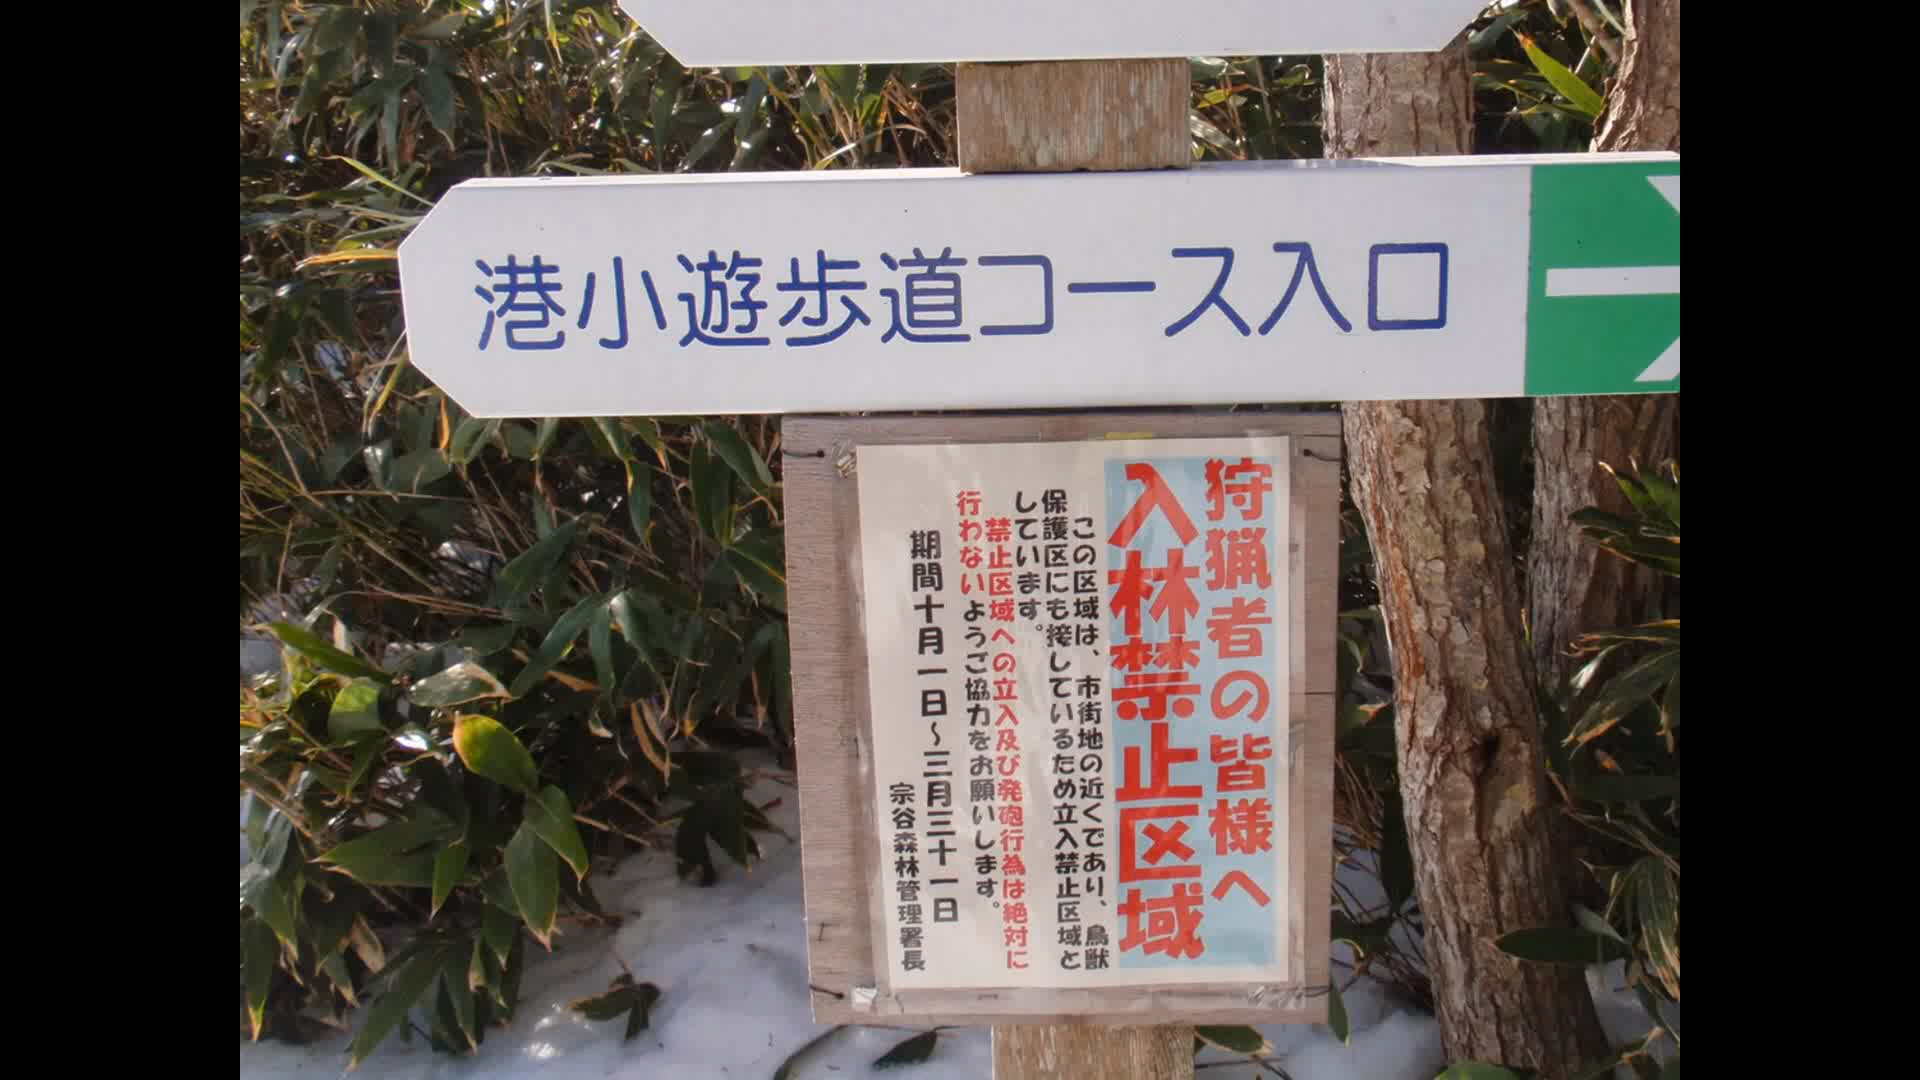 港小遊歩道コース入口
狩猟者の皆様へ
入林禁止区域
この区域は、市街地の近くであり、鳥獣
保護区にも接しているため立入禁止区域と
しています。
禁止区域への立入及び発砲行為は絶対に
行わないようご協力をお願いします。
期間十月一日~三月三十一日
宗谷森林管理署長